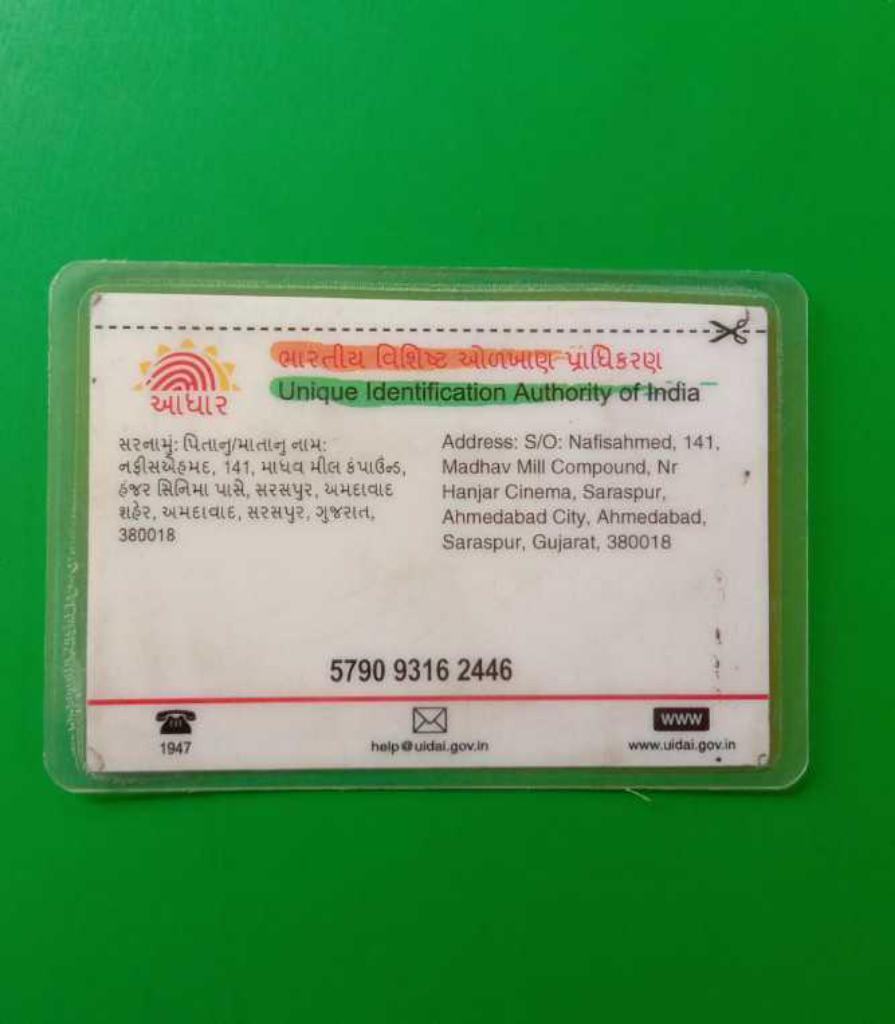 ભારતીય વિશિષ્ટ ઓળખાણ પ્રાધિકરણ
Unique Identification Authority of India
આધાર
સરનામું: પિતાનુ/માતાનુ નામ:
નફીસએહમદ, 141, માધવ મીલ કંપાઉન્ડ,
હંજર સિનિમા પાસે, સરસપુર, અમદાવાદ
શહેર, અમદાવાદ, સરસપુર, ગુજરાત,
380018
Address: S/O: Nafisahmed, 141,
Madhav Mill Compound, Nr
Hanjar Cinema, Saraspur,
Ahmedabad City, Ahmedabad,
Saraspur, Gujarat, 380018
5790 9316 2446
1947
help@uidai.gov.in
WWW
www.uidai.gov.in